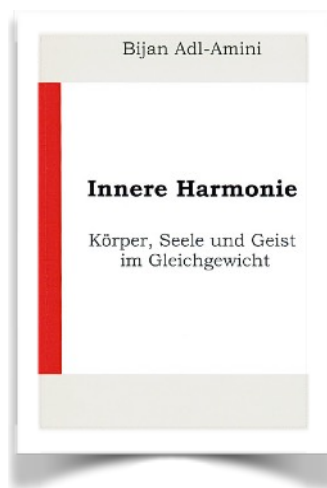 Bijan Adl-Amini
Innere Harmonie
Körper, Seele und Geist
im Gleichgewicht